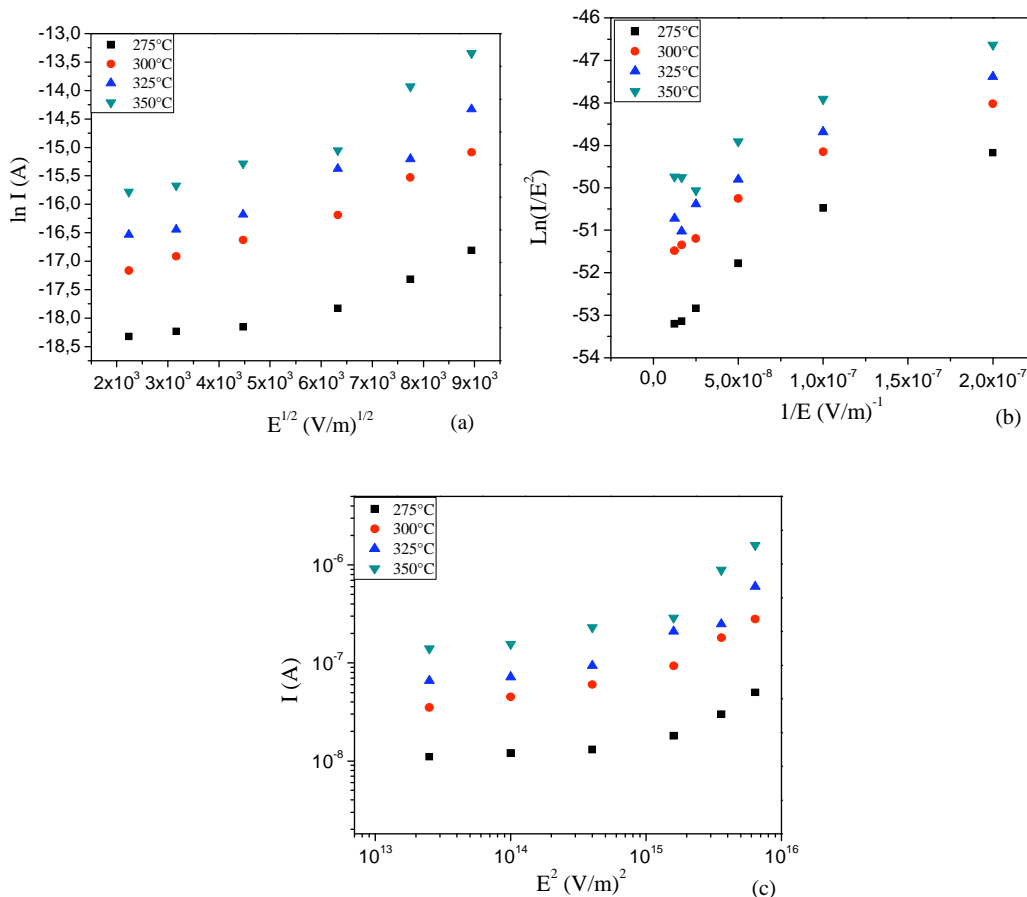 ln I (A)
-13,0
-13,5
-14,0
-14,5
-15,0
-15,5
-16,0
-16,5
-17,0
-17,5
-18,0
-18,5
275°C
300°C
325°C
350°C
2x10³ 3x10³ 4x10³ 5x10³ 6x10³ 7x10³ 8x10³ 9x10³
E^1/2 (V/m)^1/2
(a)
Ln(I/E²)
-46
-47
-48
-49
-50
-51
-52
-53
-54
275°C
300°C
325°C
350°C
0,0 5,0x10⁻⁸ 1,0x10⁻⁷ 1,5x10⁻⁷ 2,0x10⁻⁷
1/E (V/m)⁻¹
(b)
I (A)
10⁻⁶
10⁻⁷
10⁻⁸
275°C
300°C
325°C
350°C
10¹³ 10¹⁴ 10¹⁵ 10¹⁶
E² (V/m)²
(c)